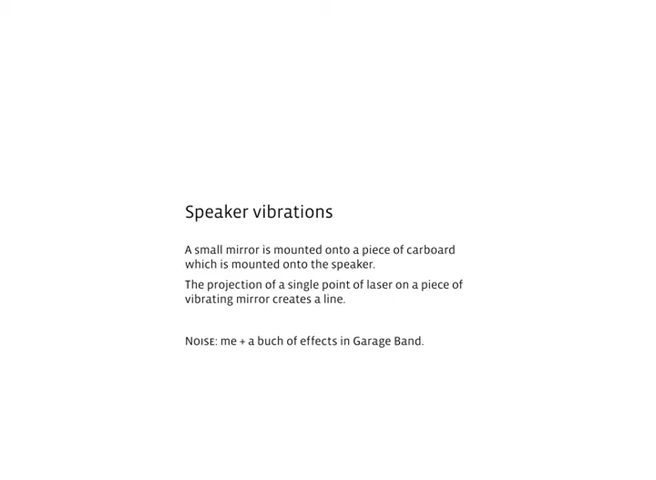 Speaker vibrations
A small mirror is mounted onto a piece of carboard
which is mounted onto the speaker.
The projection of a single point of laser on a piece of
vibrating mirror creates a line.
NOISE: me + a buch of effects in Garage Band.